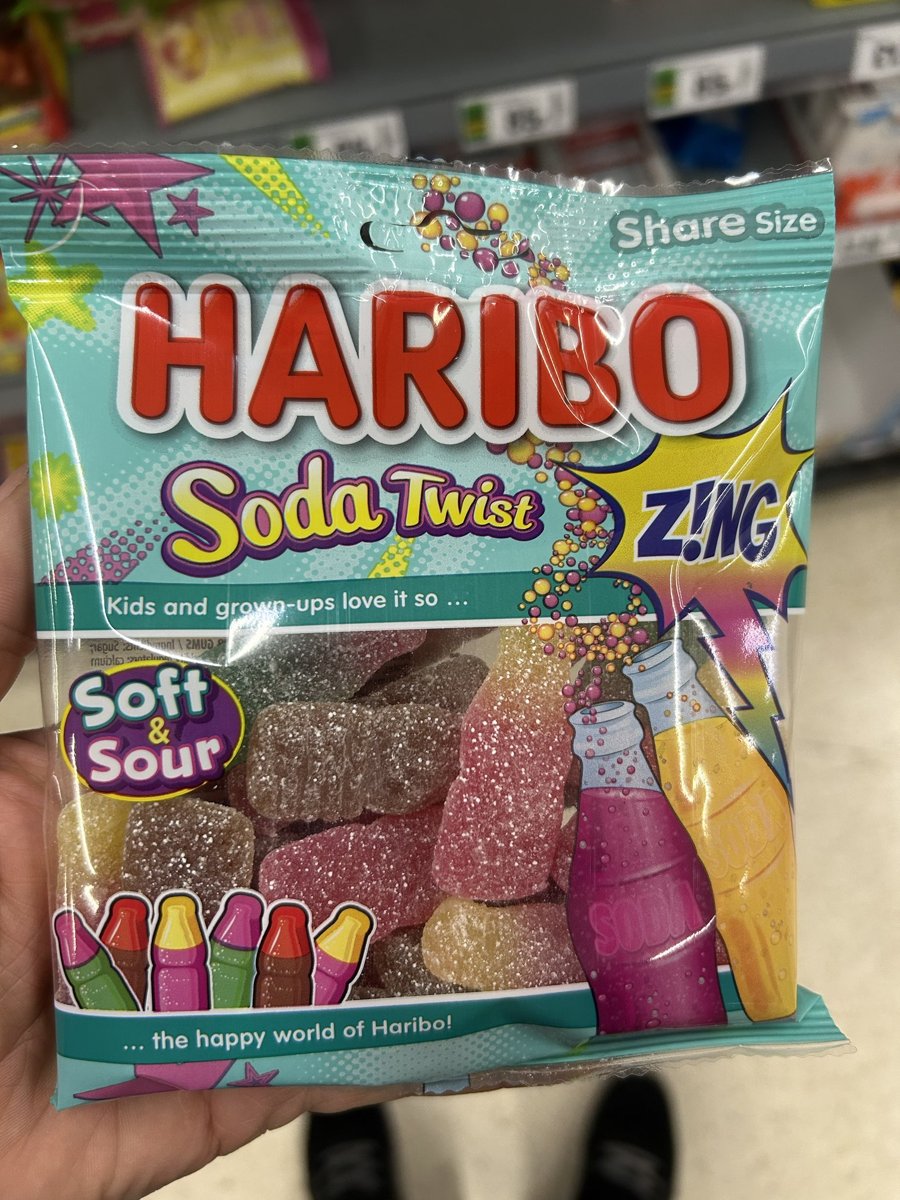 Share Size
HARIBO
Soda Twist
Z!NG
Kids and grown-ups love it so ...
Soft
&
Sour
SODA
SODA
... the happy world of Haribo!